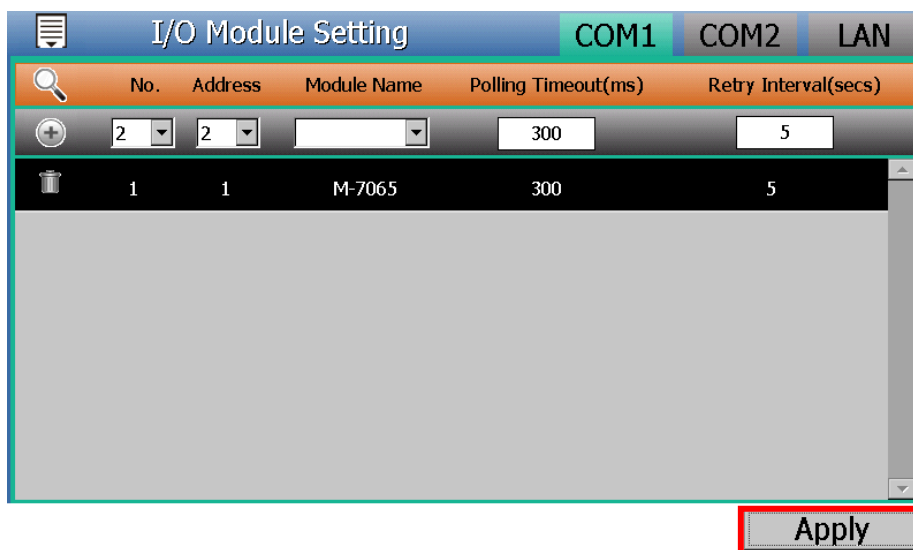 I/O Module Setting COM1 COM2 LAN
No. Address Module Name Polling Timeout(ms) Retry Interval(secs)
2 2 300 5
1 1 M-7065 300 5
Apply